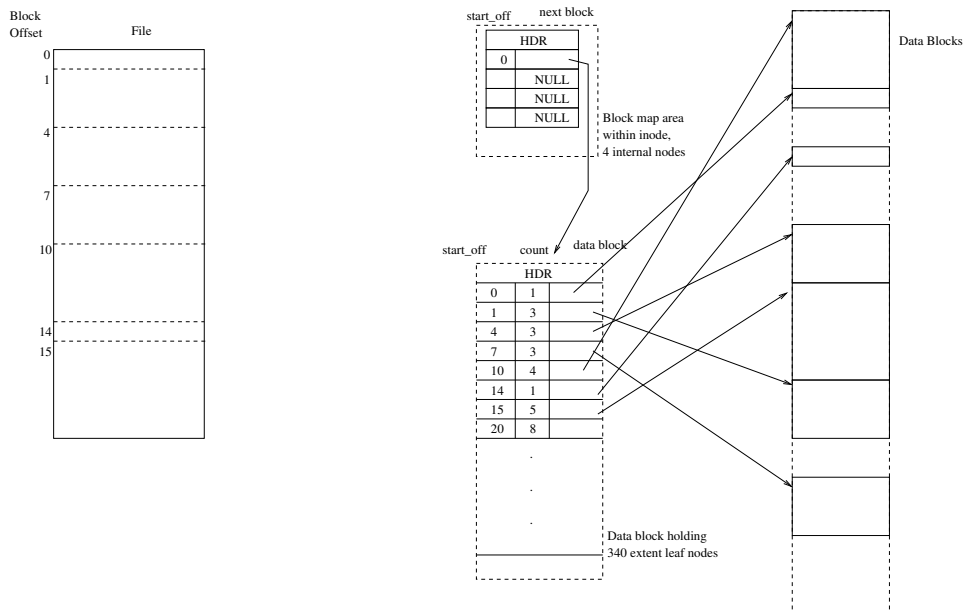 Block
Offset
File
0
1
4
7
10
14
15
start_off next block
HDR
0
NULL
NULL
NULL
Block map area
within inode,
4 internal nodes
start_off count data block
HDR
0 1
1 3
4 3
7 3
10 4
14 1
15 5
20 8
.
.
.
Data block holding
340 extent leaf nodes
Data Blocks